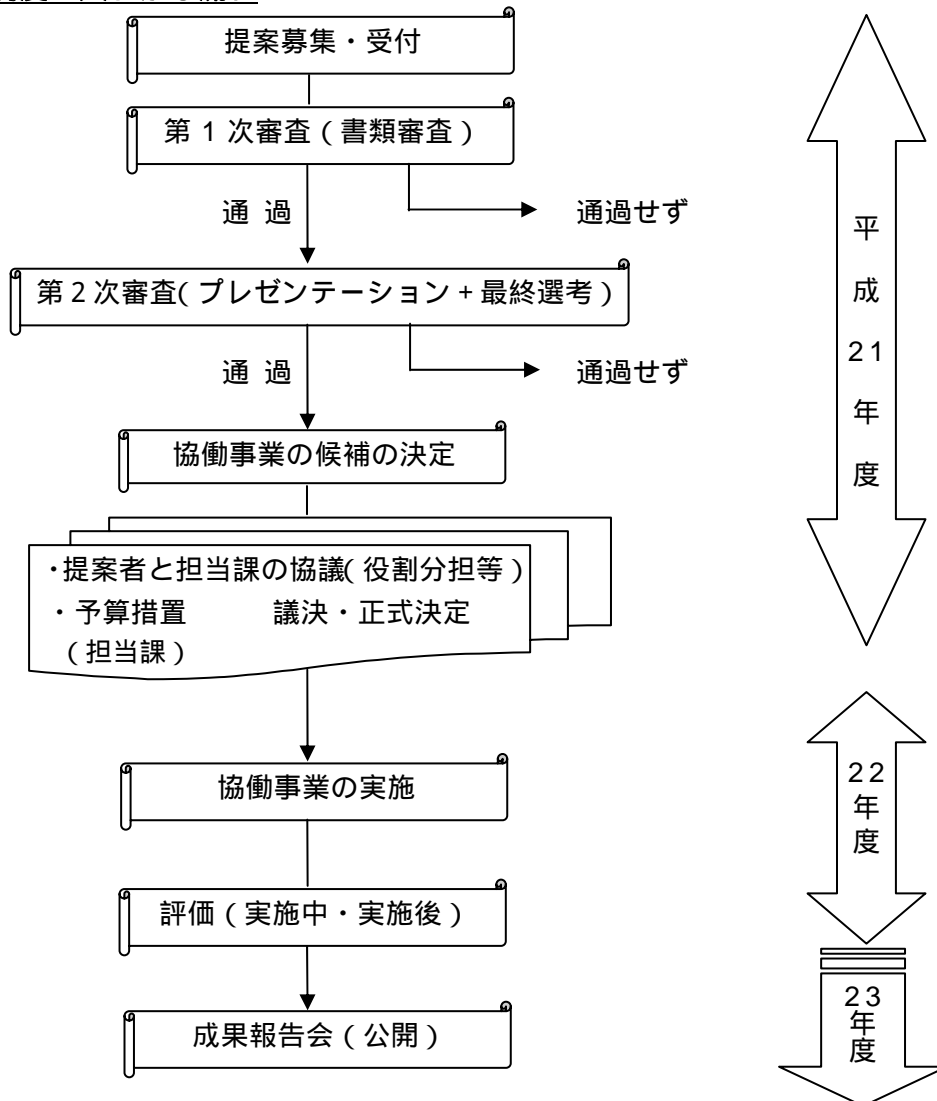 提案募集・受付
第1次審査(書類審査)
通 過
通過せず
第2次審査(プレゼンテーション+最終選考)
通 過
通過せず
協働事業の候補の決定
・提案者と担当課の協議(役割分担等)
・予算措置 議決・正式決定
(担当課)
協働事業の実施
評価(実施中・実施後)
成果報告会(公開)
平
成
21
年
度
22
年
度
23
年
度